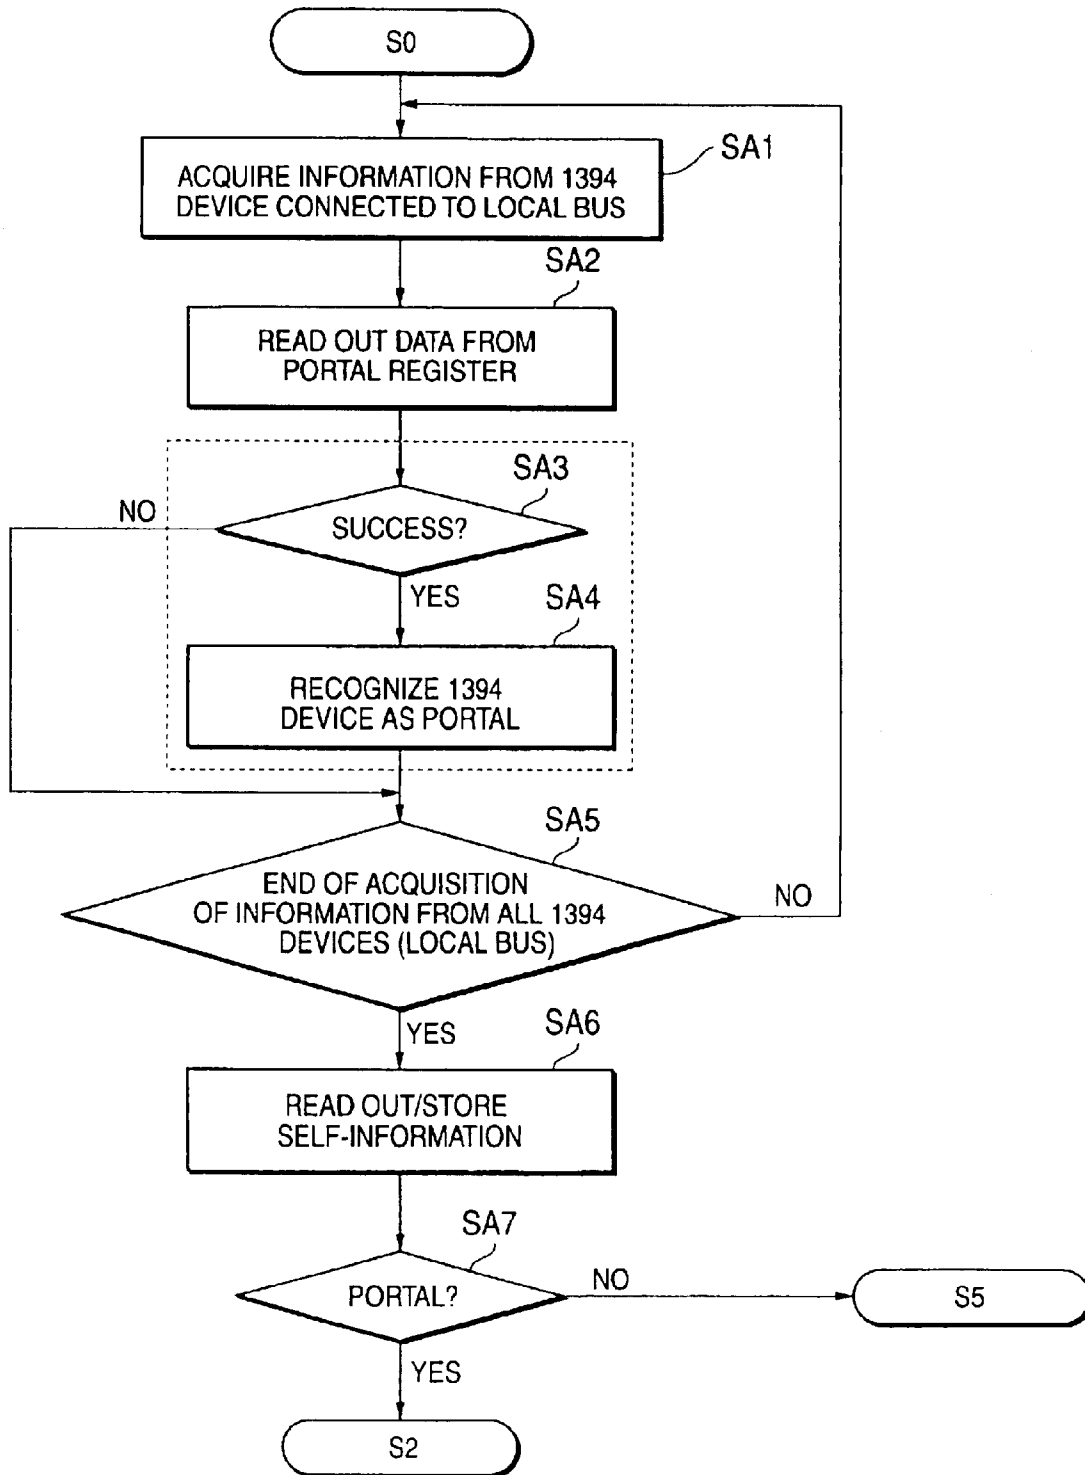 S0
SA1
ACQUIRE INFORMATION FROM 1394
DEVICE CONNECTED TO LOCAL BUS
SA2
READ OUT DATA FROM
PORTAL REGISTER
SA3
NO
SUCCESS?
YES
SA4
RECOGNIZE 1394
DEVICE AS PORTAL
SA5
END OF ACQUISITION
OF INFORMATION FROM ALL 1394
DEVICES (LOCAL BUS)
NO
YES
SA6
READ OUT/STORE
SELF-INFORMATION
SA7
PORTAL?
NO
S5
YES
S2